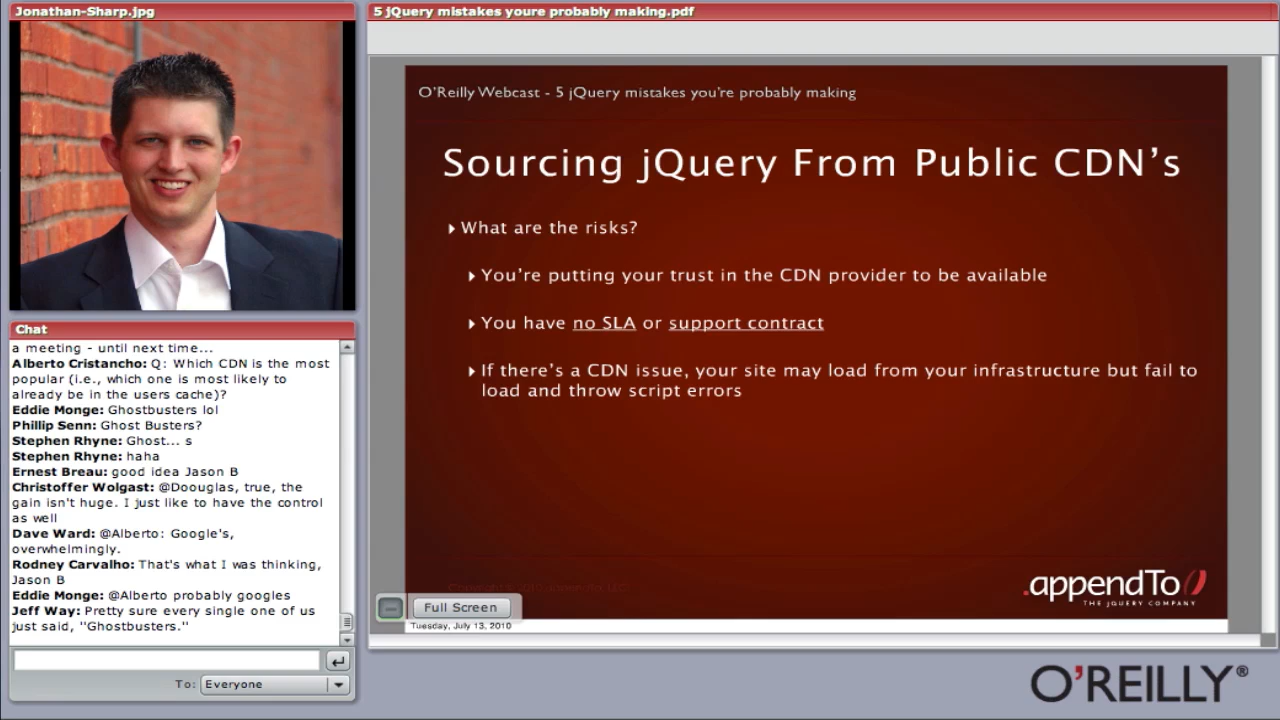 Jonathan-Sharp.jpg
Chat
a meeting - until next time...
Alberto Cristancho: Q: Which CDN is the most
popular (i.e., which one is most likely to
already be in the users cache)?
Eddie Monge: Ghostbusters lol
Phillip Senn: Ghost Busters?
Stephen Rhyne: Ghost... s
Stephen Rhyne: haha
Ernest Breau: good idea Jason B
Christoffer Wolgast: @Doouglas, true, the
gain isn't huge. I just like to have the control
as well
Dave Ward: @Alberto: Google's,
overwhelmingly.
Rodney Carvalho: That's what I was thinking,
Jason B
Eddie Monge: @Alberto probably googles
Jeff Way: Pretty sure every single one of us
just said, "Ghostbusters."
To: Everyone
5 jQuery mistakes youre probably making.pdf
O'Reilly Webcast - 5 jQuery mistakes you're probably making
Sourcing jQuery From Public CDN's
What are the risks?
You're putting your trust in the CDN provider to be available
You have no SLA or support contract
If there's a CDN issue, your site may load from your infrastructure but fail to
load and throw script errors
.appendTo()
THE JQUERY COMPANY
Full Screen
Tuesday, July 13, 2010
O'REILLY®